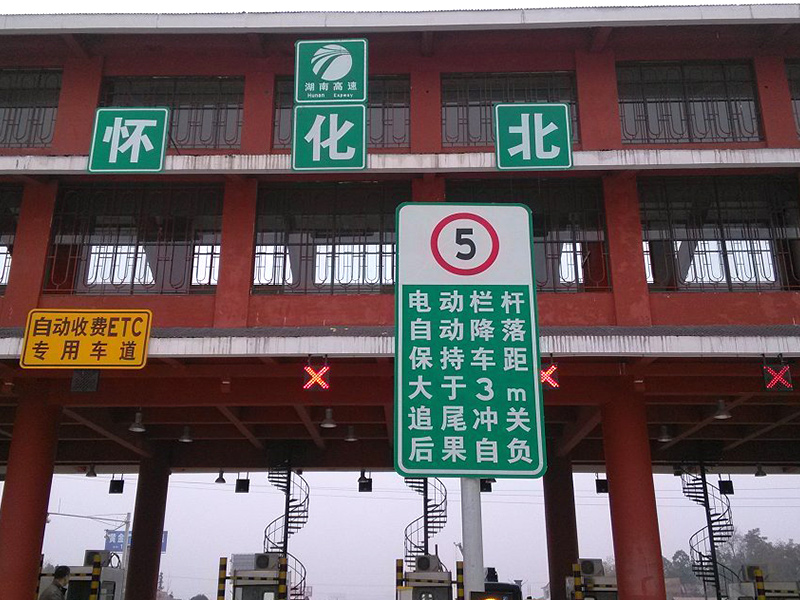 湖南高速
Hunan Expwey
怀 化 北
5
电动栏杆
自动降落
保持车距
大于3m
追尾冲关
后果自负
自动收费ETC
专用车道